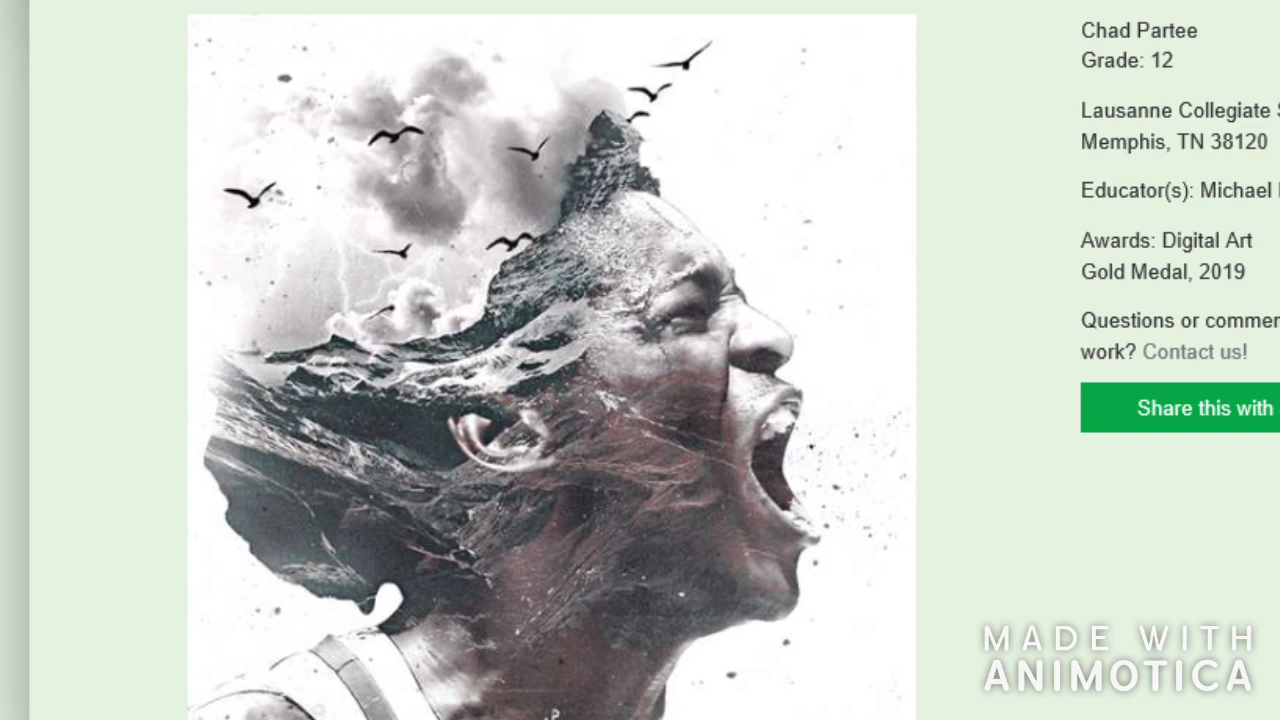 Chad Partee
Grade: 12
Lausanne Collegiate
Memphis, TN 38120
Educator(s): Michael
Awards: Digital Art
Gold Medal, 2019
Questions or
work? Contact us!
Share this with
MADE WITH
ANIMOTICA